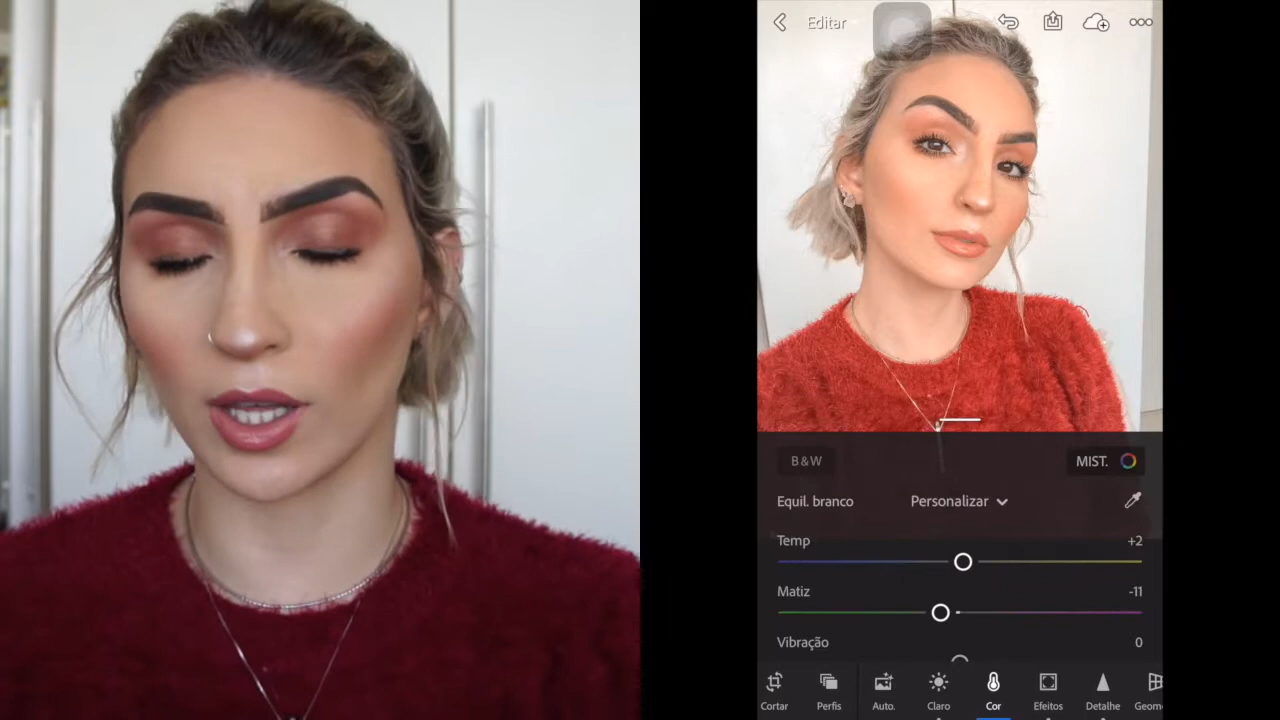 Editar
B&W
MIST.
Equil. branco
Personalizar
Temp
+2
Matiz
-11
Vibração
0
Cortar
Perfis
Auto.
Claro
Cor
Efeitos
Detalhe
Geom